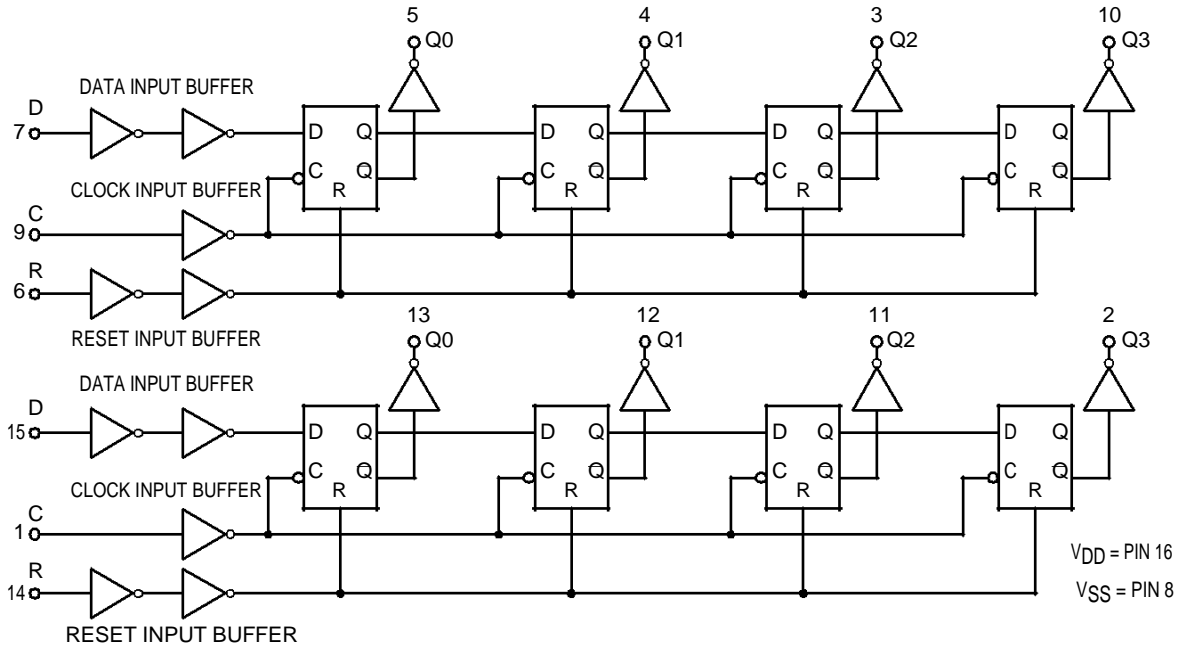 5 4 3 10
Q0 Q1 Q2 Q3
DATA INPUT BUFFER
D
7
D Q D Q D Q D Q
C Q̅ C Q̅ C Q̅ C Q̅
R R R R
CLOCK INPUT BUFFER
C
9
R
6
RESET INPUT BUFFER
13 12 11 2
Q0 Q1 Q2 Q3
DATA INPUT BUFFER
D
15
D Q D Q D Q D Q
C Q̅ C Q̅ C Q̅ C Q̅
R R R R
CLOCK INPUT BUFFER
C
1
R
14
RESET INPUT BUFFER
VDD = PIN 16
VSS = PIN 8